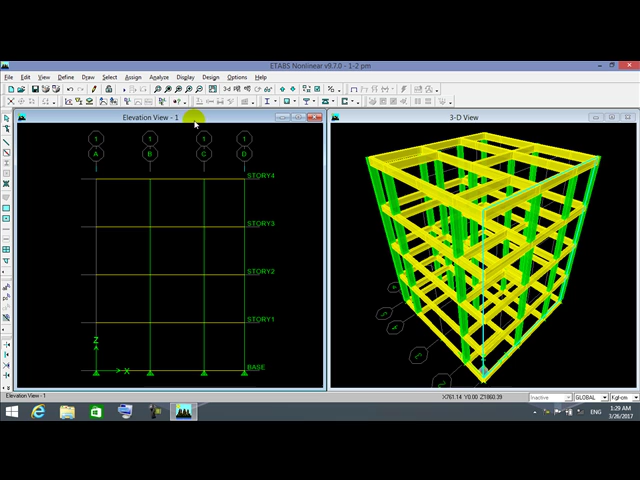 ETABS Nonlinear v9.7.0 - 1-2 pm
File Edit View Define Draw Select Assign Analyze Display Design Options Help
Elevation View - 1
3-D View
1 1 1 1
A B C D
STORY4
STORY3
STORY2
STORY1
Z
X
BASE
Elevation View - 1
X761.14 Y0.00 Z1860.39
Inactive
GLOBAL
Kgf-cm
ENG
1:29 AM
3/26/2017